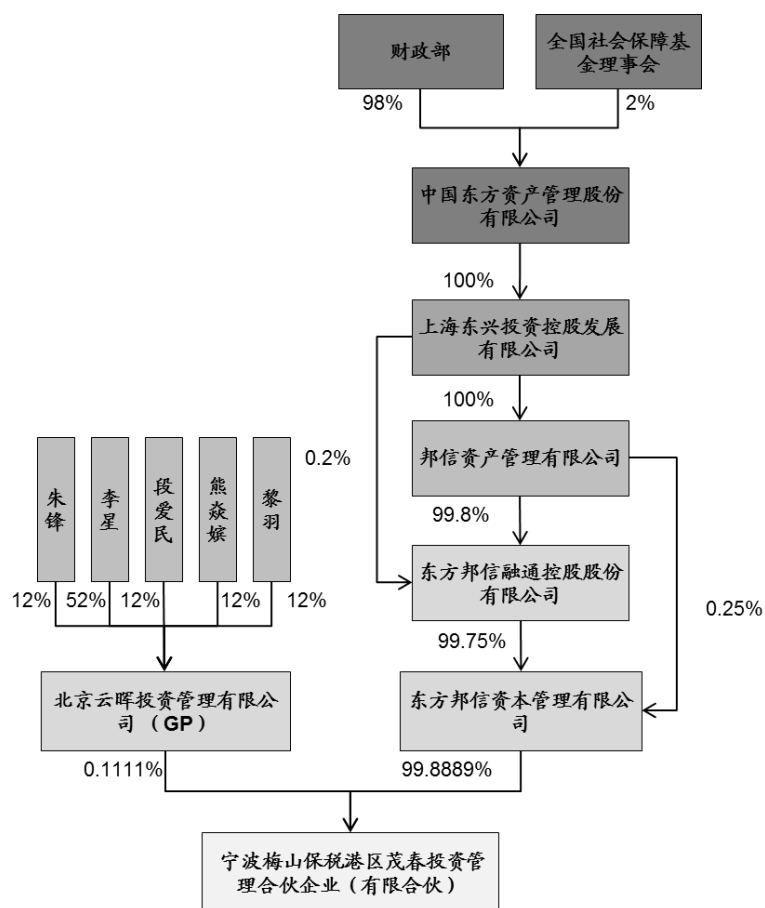 财政部
全国社会保障基
金理事会
98%
2%
中国东方资产管理股份
有限公司
100%
上海东兴投资控股发展
有限公司
100%
0.2%
邦信资产管理有限公司
99.8%
东方邦信融通控股股份
有限公司
0.25%
99.75%
东方邦信资本管理有限公
司
朱锋
李星
段爱民
熊焱嫔
黎羽
12%
52%
12%
12%
12%
北京云晖投资管理有限公
司（GP）
0.1111%
99.8889%
宁波梅山保税港区茂春投资管
理合伙企业（有限合伙）